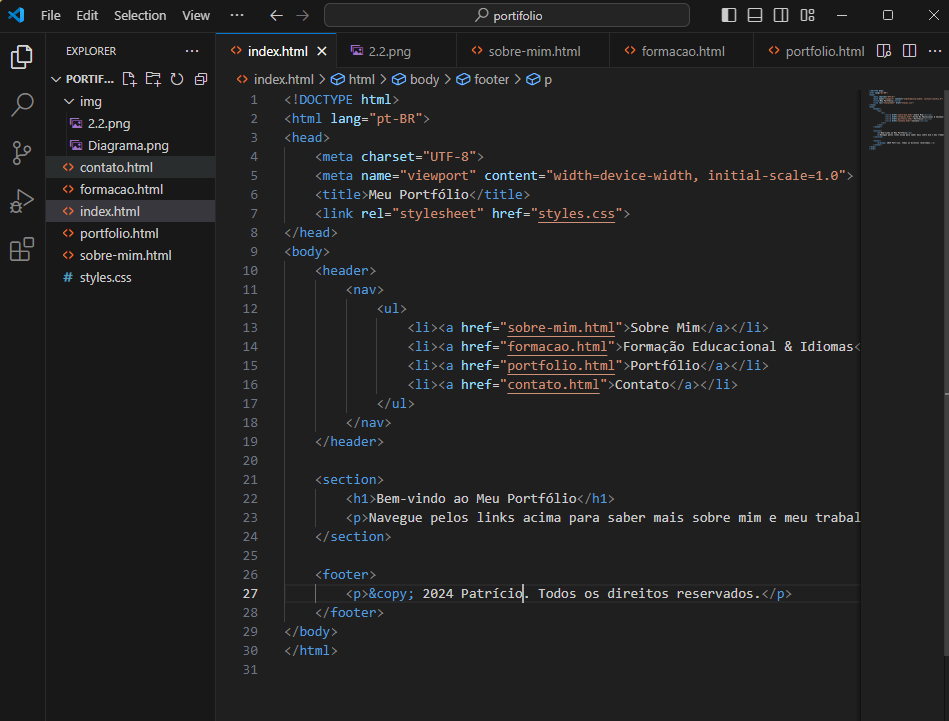 File Edit Selection View ··· portifolio
EXPLORER ···
index.html 2.2.png sobre-mim.html formacao.html portfolio.html ···
PORTIF...
index.html > html > body > footer > p
img
2.2.png
Diagrama.png
contato.html
formacao.html
index.html
portfolio.html
sobre-mim.html
# styles.css
1 <!DOCTYPE html>
2 <html lang="pt-BR">
3 <head>
4 <meta charset="UTF-8">
5 <meta name="viewport" content="width=device-width, initial-scale=1.0">
6 <title>Meu Portfólio</title>
7 <link rel="stylesheet" href="styles.css">
8 </head>
9 <body>
10 <header>
11 <nav>
12 <ul>
13 <li><a href="sobre-mim.html">Sobre Mim</a></li>
14 <li><a href="formacao.html">Formação Educacional & Idiomas<
15 <li><a href="portfolio.html">Portfólio</a></li>
16 <li><a href="contato.html">Contato</a></li>
17 </ul>
18 </nav>
19 </header>
20
21 <section>
22 <h1>Bem-vindo ao Meu Portfólio</h1>
23 <p>Navegue pelos links acima para saber mais sobre mim e meu trabal
24 </section>
25
26 <footer>
27 <p>&copy; 2024 Patrício. Todos os direitos reservados.</p>
28 </footer>
29 </body>
30 </html>
31